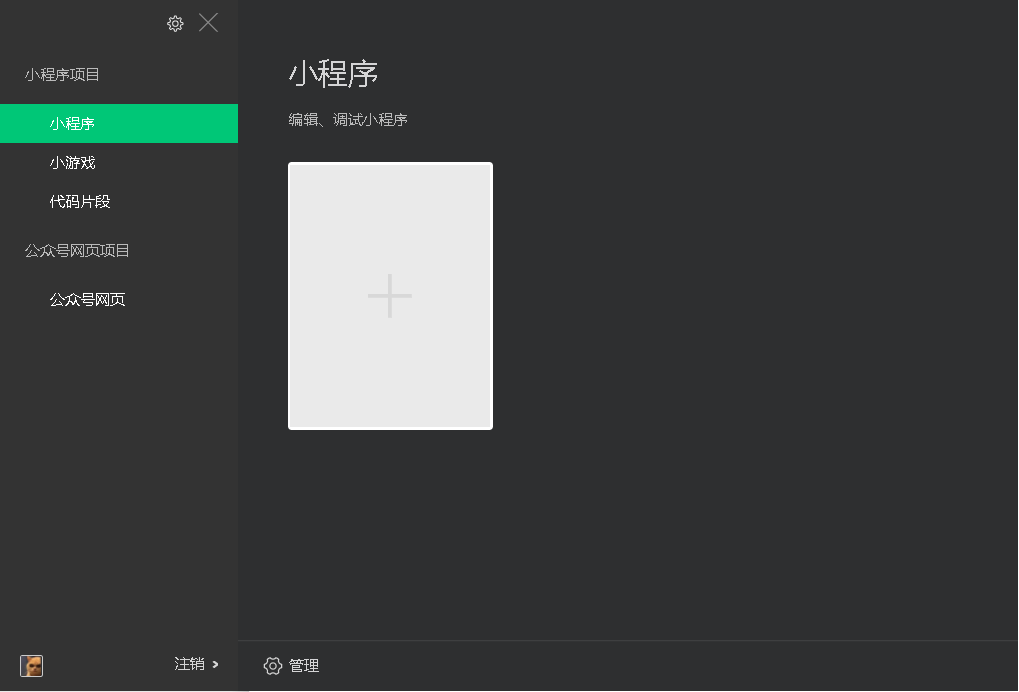 小程序项目
小程序
小游戏
代码片段
公众号网页项目
公众号网页
注销
小程序
编辑、调试小程序
管理